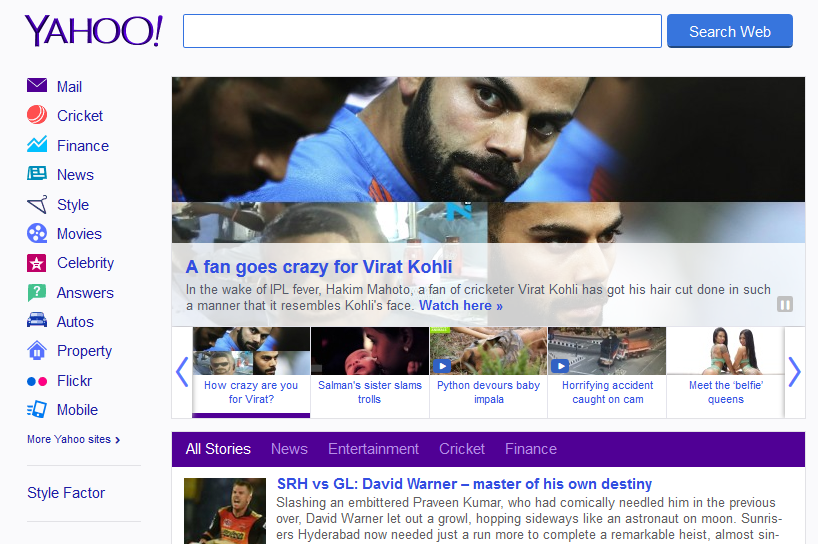 YAHOO!
Search Web
Mail
Cricket
Finance
News
Style
Movies
Celebrity
Answers
Autos
Property
Flickr
Mobile
More Yahoo sites ›
Style Factor
A fan goes crazy for Virat Kohli
In the wake of IPL fever, Hakim Mahoto, a fan of cricketer Virat Kohli has got his hair cut done in such
a manner that it resembles Kohli's face. Watch here »
How crazy are you
for Virat?
Salman's sister slams
trolls
Python devours baby
impala
Horrifying accident
caught on cam
Meet the 'belfie'
queens
All Stories News Entertainment Cricket Finance
SRH vs GL: David Warner – master of his own destiny
Slashing an embittered Praveen Kumar, who had comically needled him in the previous
over, David Warner let out a growl, hopping sideways like an astronaut on moon. Sunris-
ers Hyderabad now needed just a run more to complete a remarkable heist, almost sin-